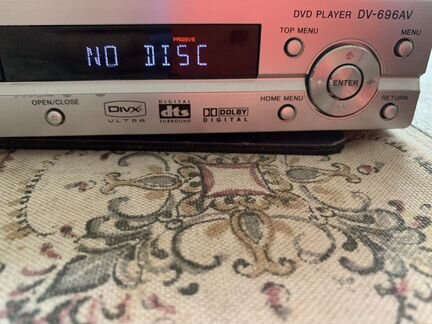 DVD PLAYER DV-696AV
PRGSVE
NO DISC
TOP MENU
MENU
ENTER
OPEN/CLOSE
DIVX
ULTRA
DIGITAL
dts
SURROUND
DOLBY
DIGITAL
HOME MENU
RETURN